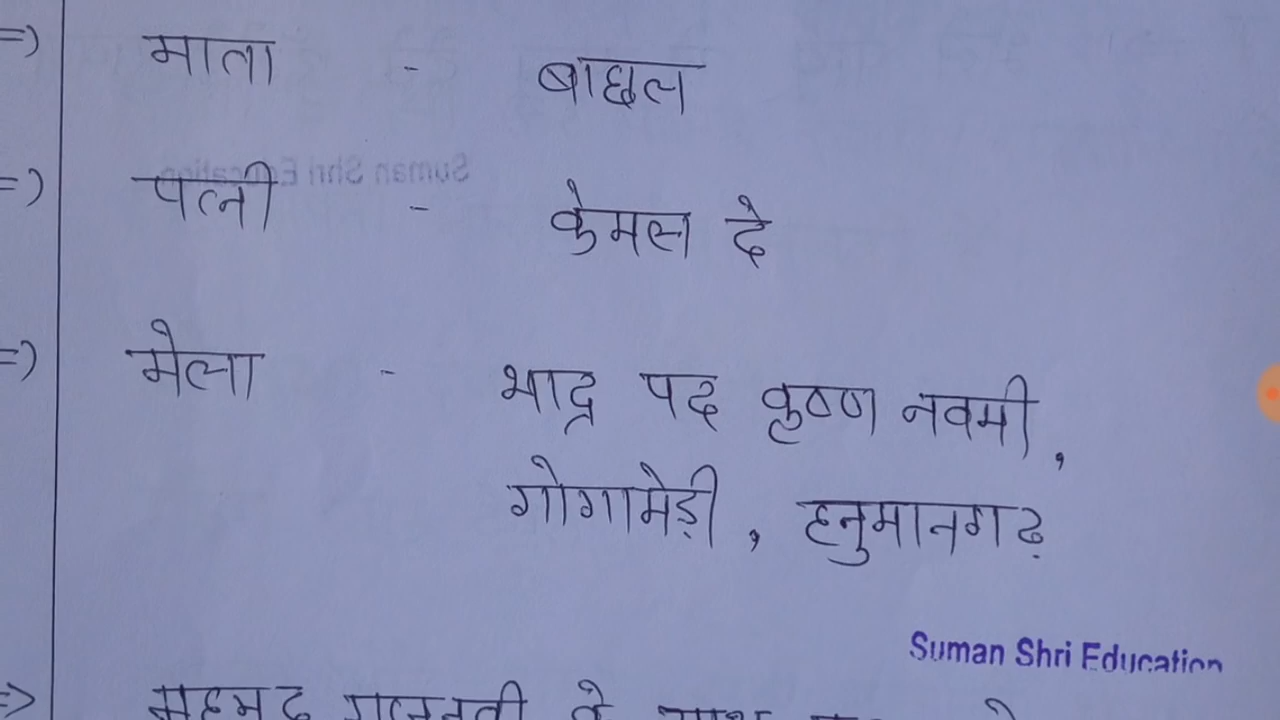 => माता - बाछल
=> पत्नी - केमल दे
=> मेला - भाद्र पद कृष्ण नवमी,
गोगामेड़ी, हनुमानगढ़
Suman Shri Education
=>